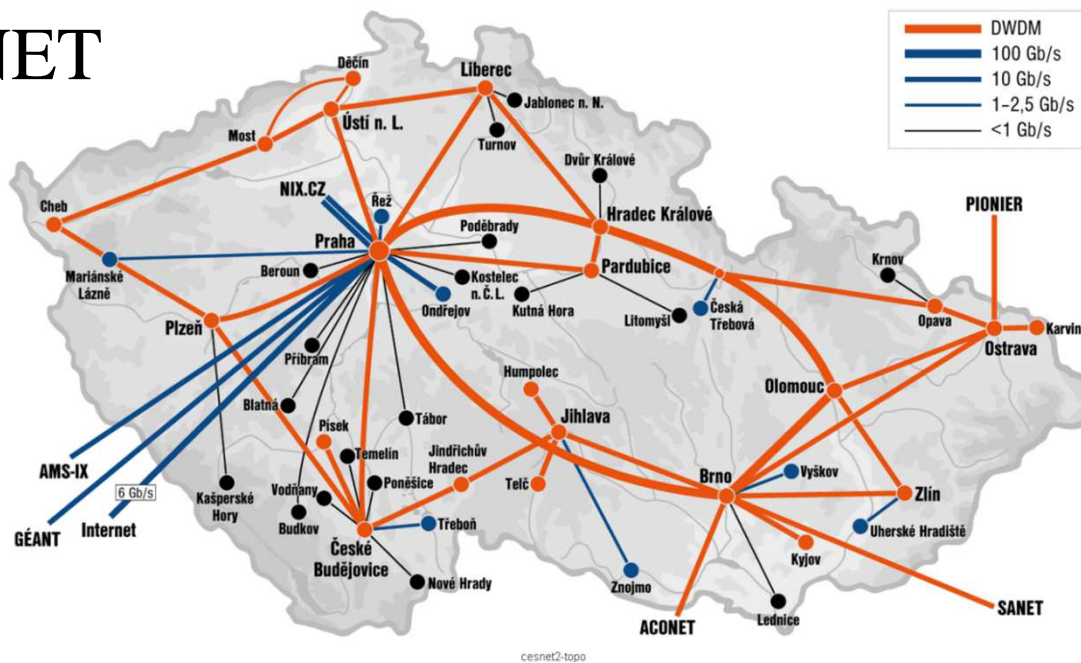 NET
DWDM
100 Gb/s
10 Gb/s
1–2,5 Gb/s
<1 Gb/s
Děčín
Liberec
Jablonec n. N.
Ústí n. L.
Most
Turnov
Dvůr Králové
NIX.CZ
Řež
Cheb
Hradec Králové
PIONIER
Poděbrady
Praha
Krnov
Pardubice
Beroun
Mariánské
Lázně
Kostelec
n. Č. L.
Ondřejov
Kutná Hora
Litomyšl
Česká
Třebová
Opava
Karvin
Plzeň
Ostrava
Příbram
Humpolec
Olomouc
Blatná
Tábor
Jihlava
Písek
Temelín
Jindřichův
Hradec
AMS-IX
Brno
Vyškov
Poněšice
Telč
6 Gb/s
Vodňany
Zlín
Kašperské
Hory
Budkov
Internet
Třeboň
Uherské Hradiště
GÉANT
České
Budějovice
Kyjov
Nové Hrady
Znojmo
SANET
Lednice
ACONET
cesnet2-topo